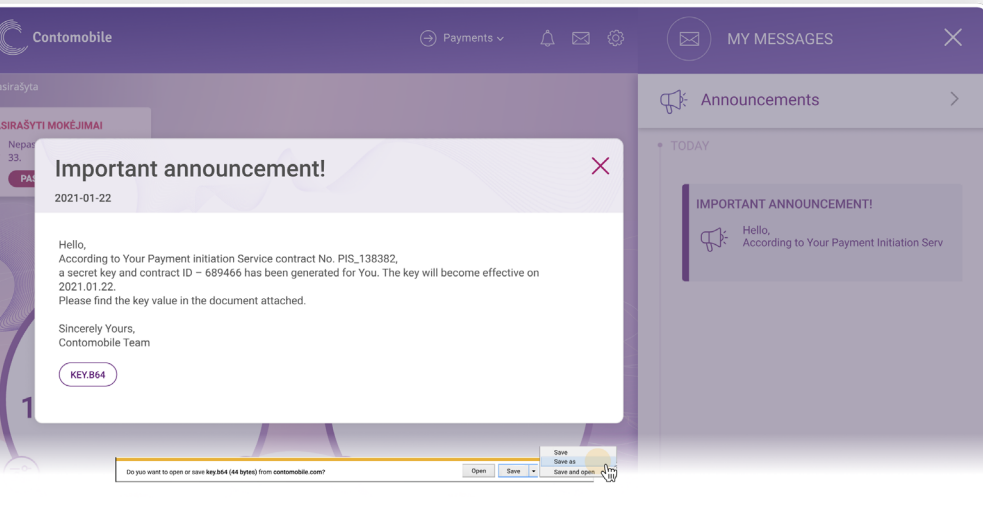 Contomobile
Payments
MY MESSAGES
Announcements
TODAY
MOKĖJIMAI
33.
Important announcement!
2021-01-22
Hello,
According to Your Payment initiation Service contract No. PIS_138382,
a secret key and contract ID – 689466 has been generated for You. The key will become effective on
2021.01.22.
Please find the key value in the document attached.
Sincerely Yours,
Contomobile Team
KEY.B64
IMPORTANT ANNOUNCEMENT!
Hello,
According to Your Payment Initiation Serv
1
Do yuo want to open or save key.b64 (44 bytes) from contomobile.com?
Open
Save
Save
Save as
Save and open